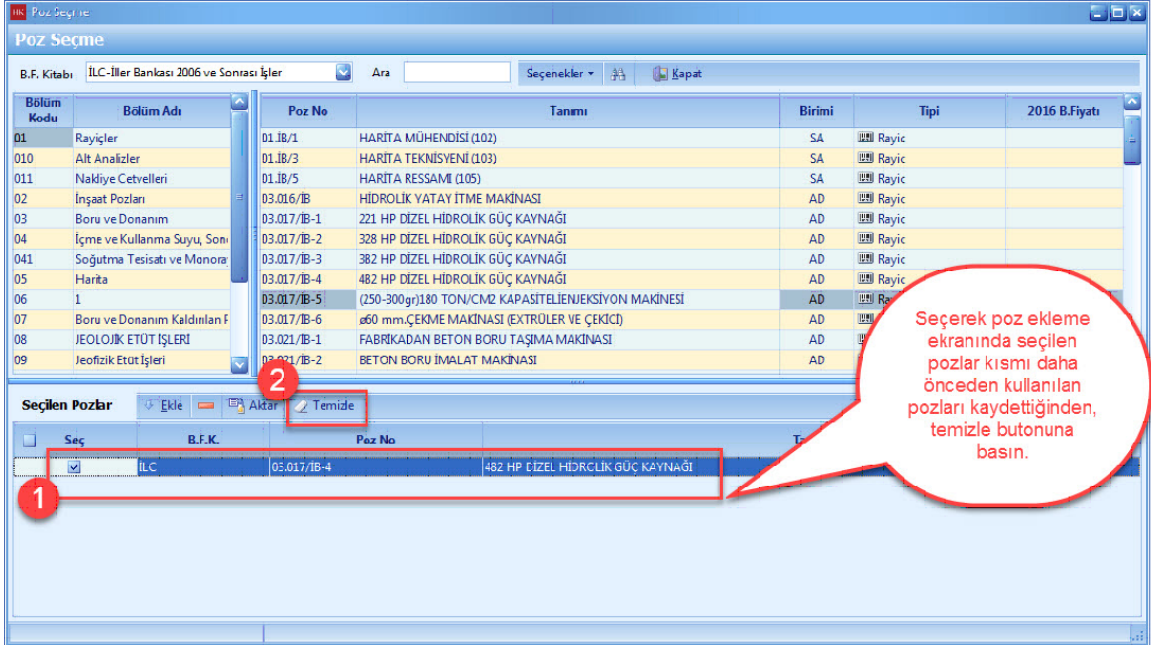 HK Poz Seçme
Poz Seçme
B.F. Kitabı İLC-İller Bankası 2006 ve Sonrası İşler Ara Seçenekler Kapat
Bölüm Kodu Bölüm Adı Poz No Tanımı Birimi Tipi 2016 B.Fiyatı
01 Rayiçler 01.İB/1 HARİTA MÜHENDİSİ (102) SA Rayic
010 Alt Analizler 01.İB/3 HARİTA TEKNİSYENİ (103) SA Rayic
011 Nakliye Cetvelleri 01.İB/5 HARİTA RESSAMI (105) SA Rayic
02 İnşaat Pozları 03.016/İB HİDROLİK YATAY İTME MAKİNASI AD Rayic
03 Boru ve Donanım 03.017/İB-1 221 HP DİZEL HİDROLİK GÜÇ KAYNAĞI AD Rayic
04 İçme ve Kullanma Suyu, Son 03.017/İB-2 328 HP DİZEL HİDROLİK GÜÇ KAYNAĞI AD Rayic
041 Soğutma Tesisatı ve Monora 03.017/İB-3 382 HP DİZEL HİDROLİK GÜÇ KAYNAĞI AD Rayic
05 Harita 03.017/İB-4 482 HP DİZEL HİDROLİK GÜÇ KAYNAĞI AD Rayic
06 1 03.017/İB-5 (250-300gr)180 TON/CM2 KAPASİTELİENJEKSİYON MAKİNESİ AD Ra
07 Boru ve Donanım Kaldırılan 03.017/İB-6 ø60 mm.ÇEKME MAKİNASI (EXTRÜLER VE ÇEKİCİ) AD
08 JEOLOJİK ETÜT İŞLERİ 03.021/İB-1 FABRİKADAN BETON BORU TAŞIMA MAKİNASI AD
09 Jeofizik Etüt İşleri 03.021/İB-2 BETON BORU İMALAT MAKİNASI AD
Seçerek poz ekleme
ekranında seçilen
pozlar kısmı daha
önceden kullanılan
pozları kaydettiğinden,
temizle butonuna
basın.
2
Seçilen Pozlar Ekle Aktar Temizle
Seç B.F.K. Poz No Ta
İLC 03.017/İB-4 482 HP DİZEL HİDROLİK GÜÇ KAYNAĞI
1